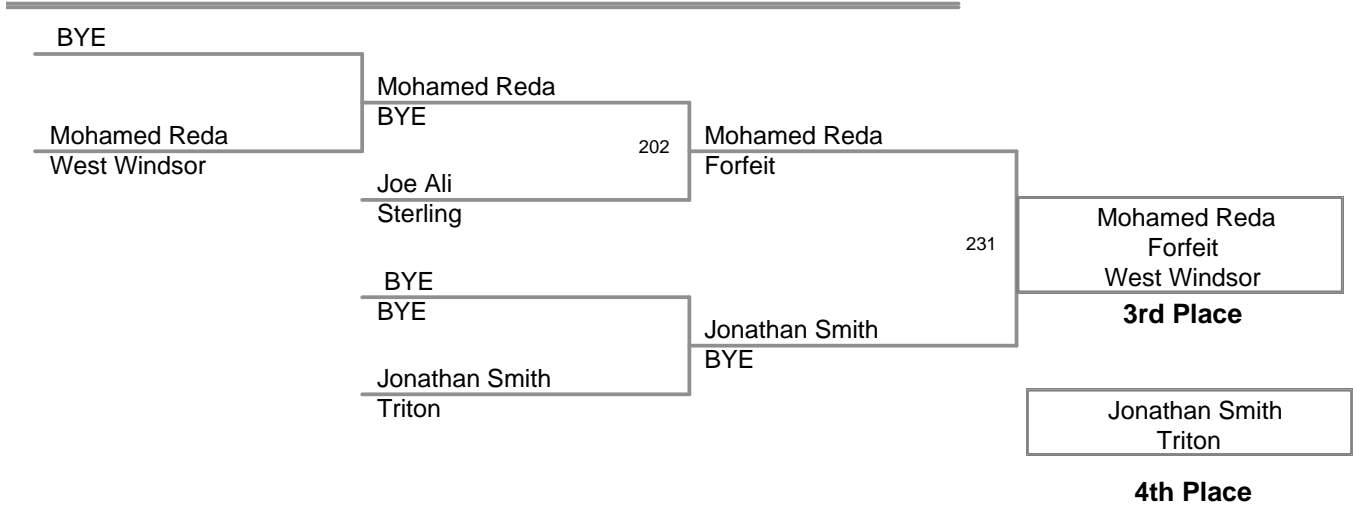 BYE
Mohamed Reda
West Windsor
Mohamed Reda
BYE
Joe Ali
Sterling
202
BYE
BYE
Jonathan Smith
Triton
Mohamed Reda
Forfeit
Jonathan Smith
BYE
231
Mohamed Reda
Forfeit
West Windsor
3rd Place
Jonathan Smith
Triton
4th Place